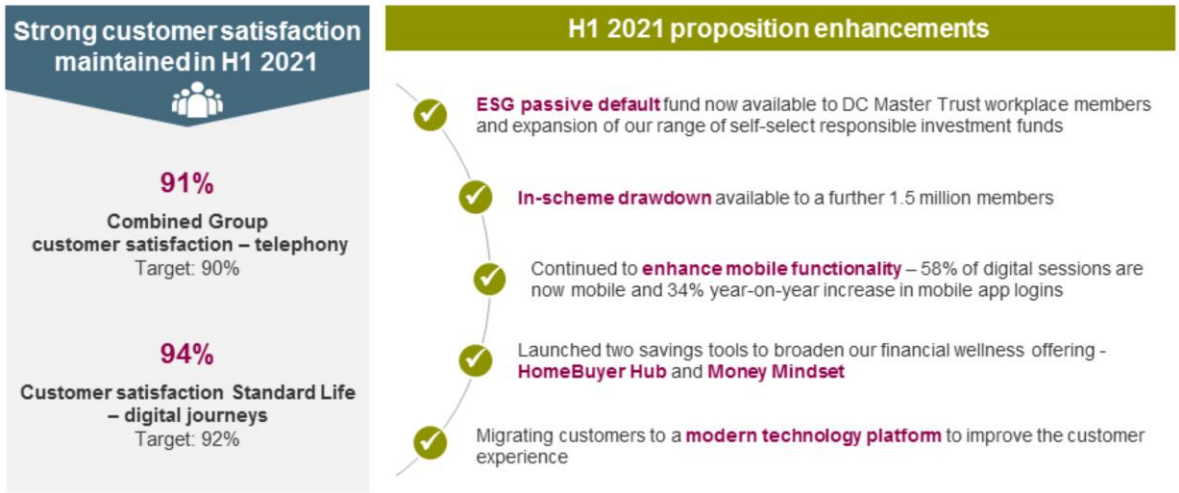 Strong customer satisfaction
maintained in H1 2021
91%
Combined Group
customer satisfaction – telephony
Target: 90%
94%
Customer satisfaction Standard Life
– digital journeys
Target: 92%
H1 2021 proposition enhancements
ESG passive default fund now available to DC Master Trust workplace members
and expansion of our range of self-select responsible investment funds
In-scheme drawdown available to a further 1.5 million members
Continued to enhance mobile functionality – 58% of digital sessions are
now mobile and 34% year-on-year increase in mobile app logins
Launched two savings tools to broaden our financial wellness offering -
HomeBuyer Hub and Money Mindset
Migrating customers to a modern technology platform to improve the customer
experience